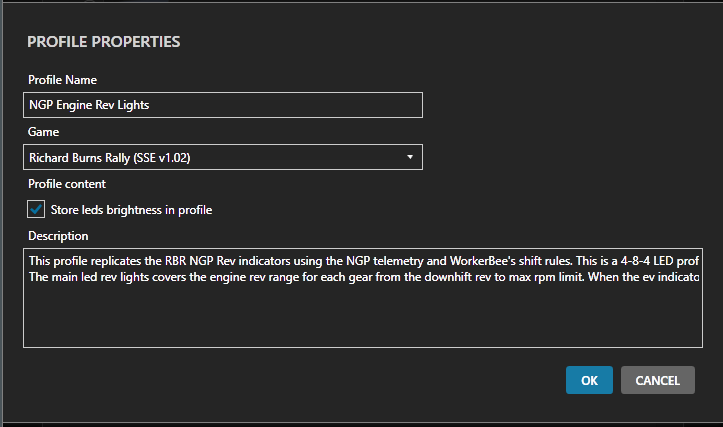 PROFILE PROPERTIES
Profile Name
NGP Engine Rev Lights
Game
Richard Burns Rally (SSE v1.02)
Profile content
Store leds brightness in profile
Description
This profile replicates the RBR NGP Rev indicators using the NGP telemetry and WorkerBee's shift rules. This is a 4-8-4 LED prof
The main led rev lights covers the engine rev range for each gear from the downhift rev to max rpm limit. When the ev indicato
OK
CANCEL